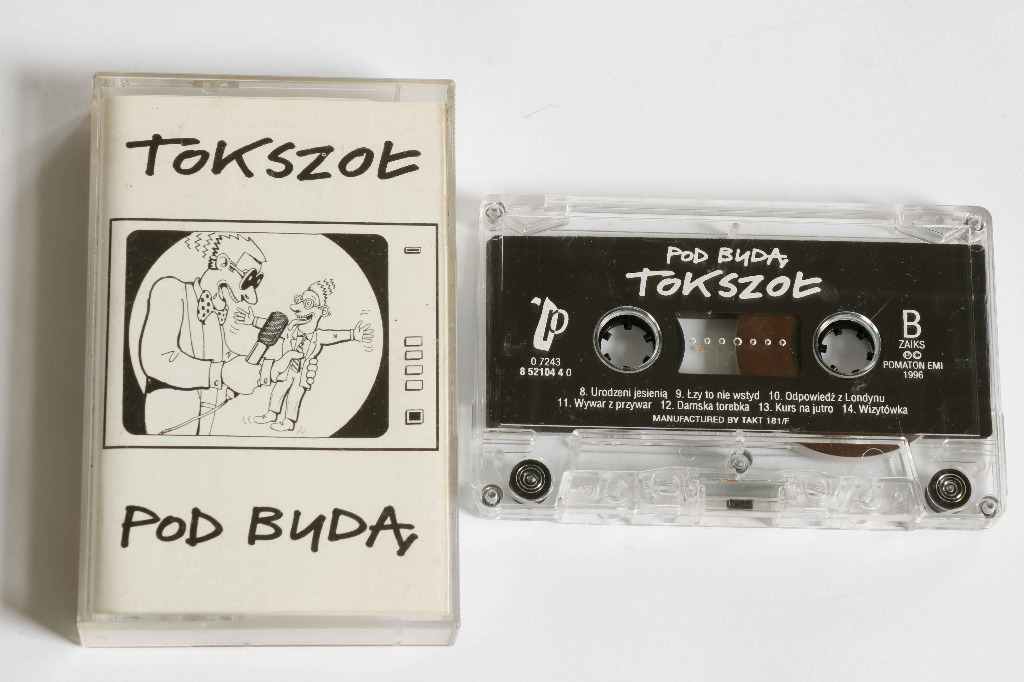 TOKSZOŁ
POD BUDĄ
POD BUDĄ
TOKSZOŁ
p
0 7243
8 52104 4 0
B
ZAIKS
℗©
POMATON EMI
1996
8. Urodzeni jesienią 9. Łzy to nie wstyd 10. Odpowiedź z Londynu
11. Wywar z przywar 12. Damska torebka 13. Kurs na jutro 14. Wizytówka
MANUFACTURED BY TAKT 181/F